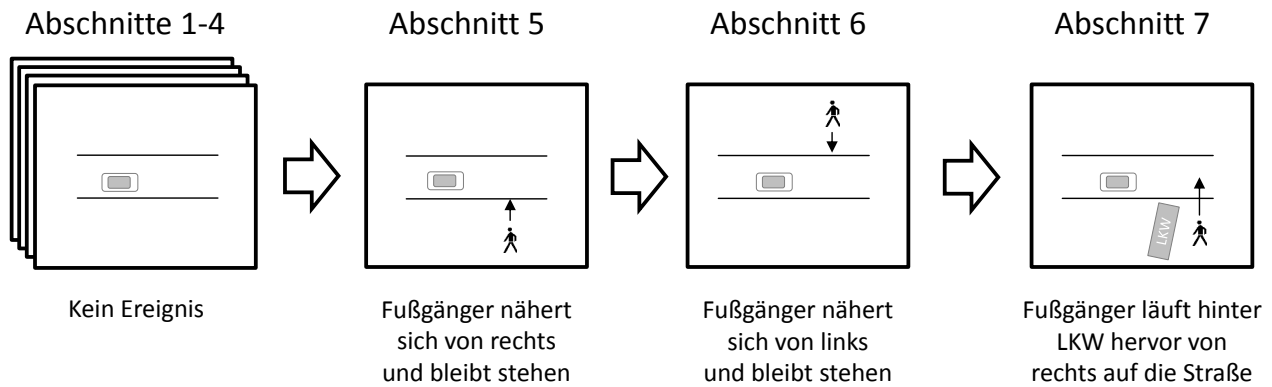 Abschnitte 1-4
Abschnitt 5
Abschnitt 6
Abschnitt 7
LKW
Kein Ereignis
Fußgänger nähert
sich von rechts
und bleibt stehen
Fußgänger nähert
sich von links
und bleibt stehen
Fußgänger läuft hinter
LKW hervor von
rechts auf die Straße